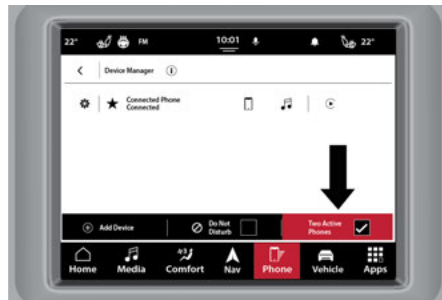 22° FM 10:01 22°
Device Manager
Connected Phone
Connected
Add Device
Do Not
Disturb
Two Active
Phones
Home Media Comfort Nav Phone Vehicle Apps